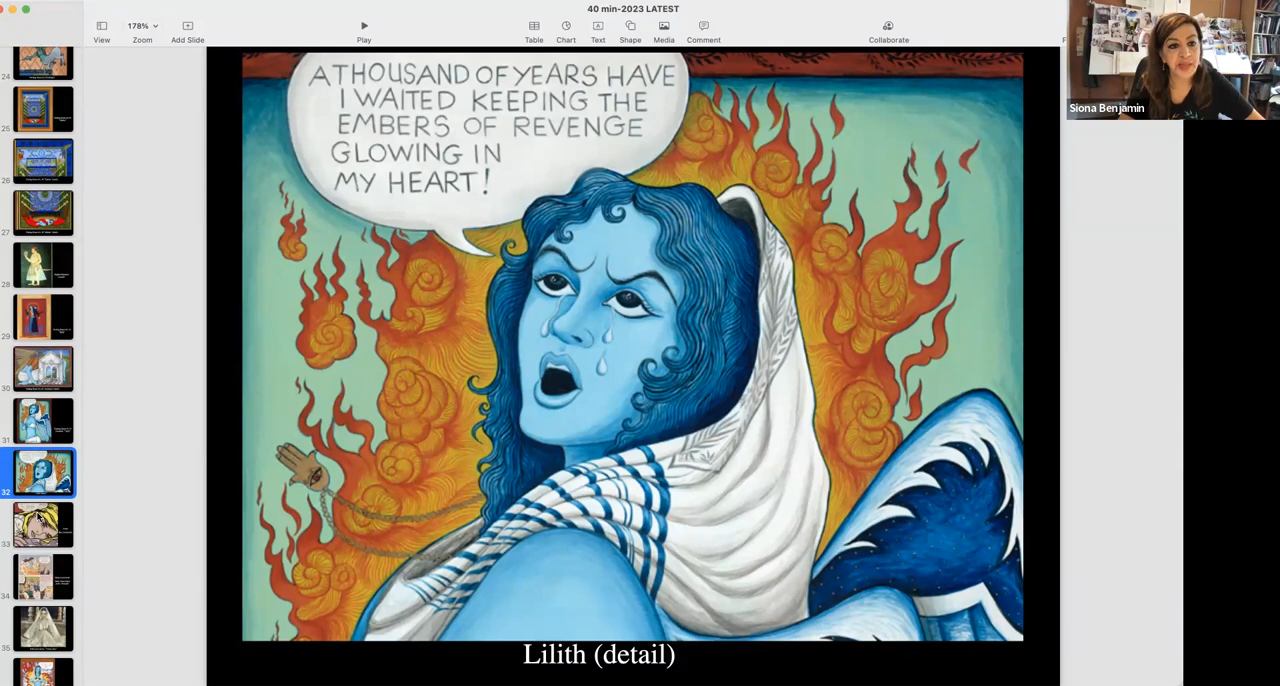 40 min-2023 LATEST
178%
View
Zoom
Add Slide
Play
Table
Chart
Text
Shape
Media
Comment
Collaborate
Siona Benjamin
A THOUSAND OF YEARS HAVE
I WAITED KEEPING THE
EMBERS OF REVENGE
GLOWING IN
MY HEART!
24
25
26
27
28
29
30
31
32
33
34
35
Lilith (detail)